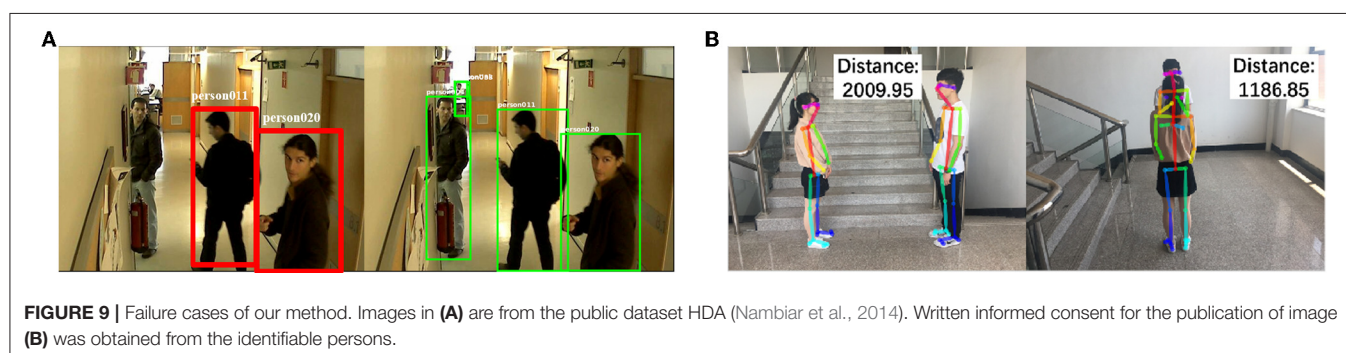 A
B
person011
person020
person011
person020
Distance:
2009.95
Distance:
1186.85
FIGURE 9 | Failure cases of our method. Images in (A) are from the public dataset HDA (Nambiar et al., 2014). Written informed consent for the publication of image
(B) was obtained from the identifiable persons.